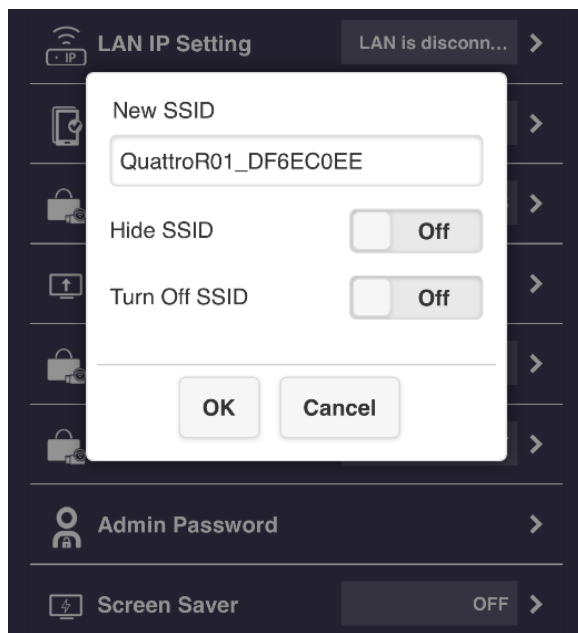 LAN IP Setting LAN is disconn...
New SSID
QuattroR01_DF6EC0EE
Hide SSID Off
Turn Off SSID Off
OK Cancel
Admin Password
Screen Saver OFF